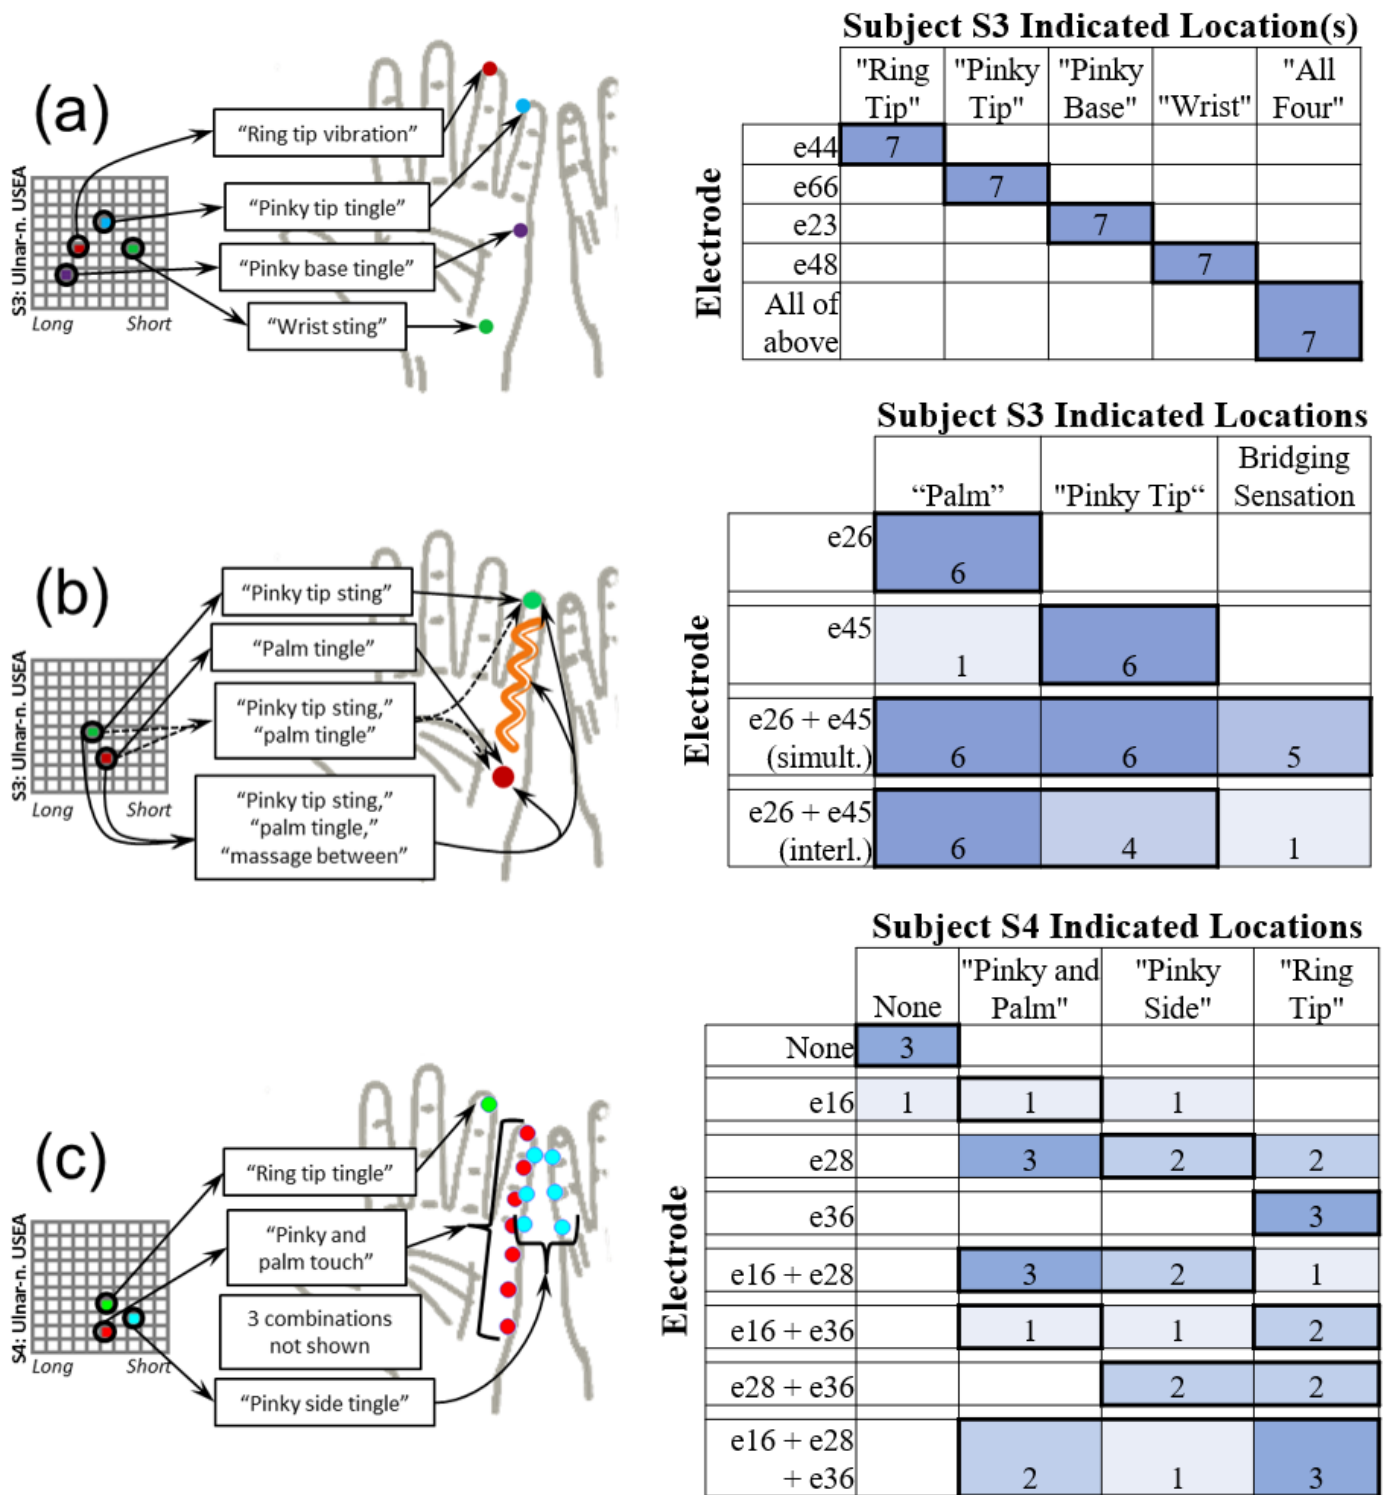 (a)
S3: Ulnar-n. USEA
Long
Short
“Ring tip vibration”
“Pinky tip tingle”
“Pinky base tingle”
“Wrist sting”
Subject S3 Indicated Location(s)
"Ring Tip"
"Pinky Tip"
"Pinky Base"
"Wrist"
"All Four"
Electrode
e44 7
e66 7
e23 7
e48 7
All of
above 7
(b)
S3: Ulnar-n. USEA
Long
Short
“Pinky tip sting”
“Palm tingle”
“Pinky tip sting,”
“palm tingle”
“Pinky tip sting,”
“palm tingle,”
“massage between”
Subject S3 Indicated Locations
“Palm”
"Pinky Tip“
Bridging
Sensation
Electrode
e26
6
e45
1 6
e26 + e45
(simult.) 6 6 5
e26 + e45
(interl.) 6 4 1
(c)
S4: Ulnar-n. USEA
Long
Short
“Ring tip tingle”
“Pinky and
palm touch”
3 combinations
not shown
“Pinky side tingle”
Subject S4 Indicated Locations
None
"Pinky and
Palm"
"Pinky
Side"
"Ring
Tip"
Electrode
None 3
e16 1 1 1
e28 3 2 2
e36 3
e16 + e28 3 2 1
e16 + e36 1 1 2
e28 + e36 2 2
e16 + e28
+ e36 2 1 3